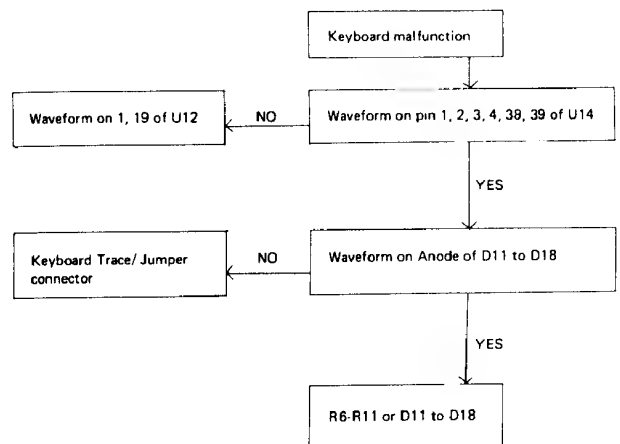 Keyboard malfunction
Waveform on 1, 19 of U12
NO
Waveform on pin 1, 2, 3, 4, 38, 39 of U14
YES
Keyboard Trace/ Jumper
connector
NO
Waveform on Anode of D11 to D18
YES
R6-R11 or D11 to D18